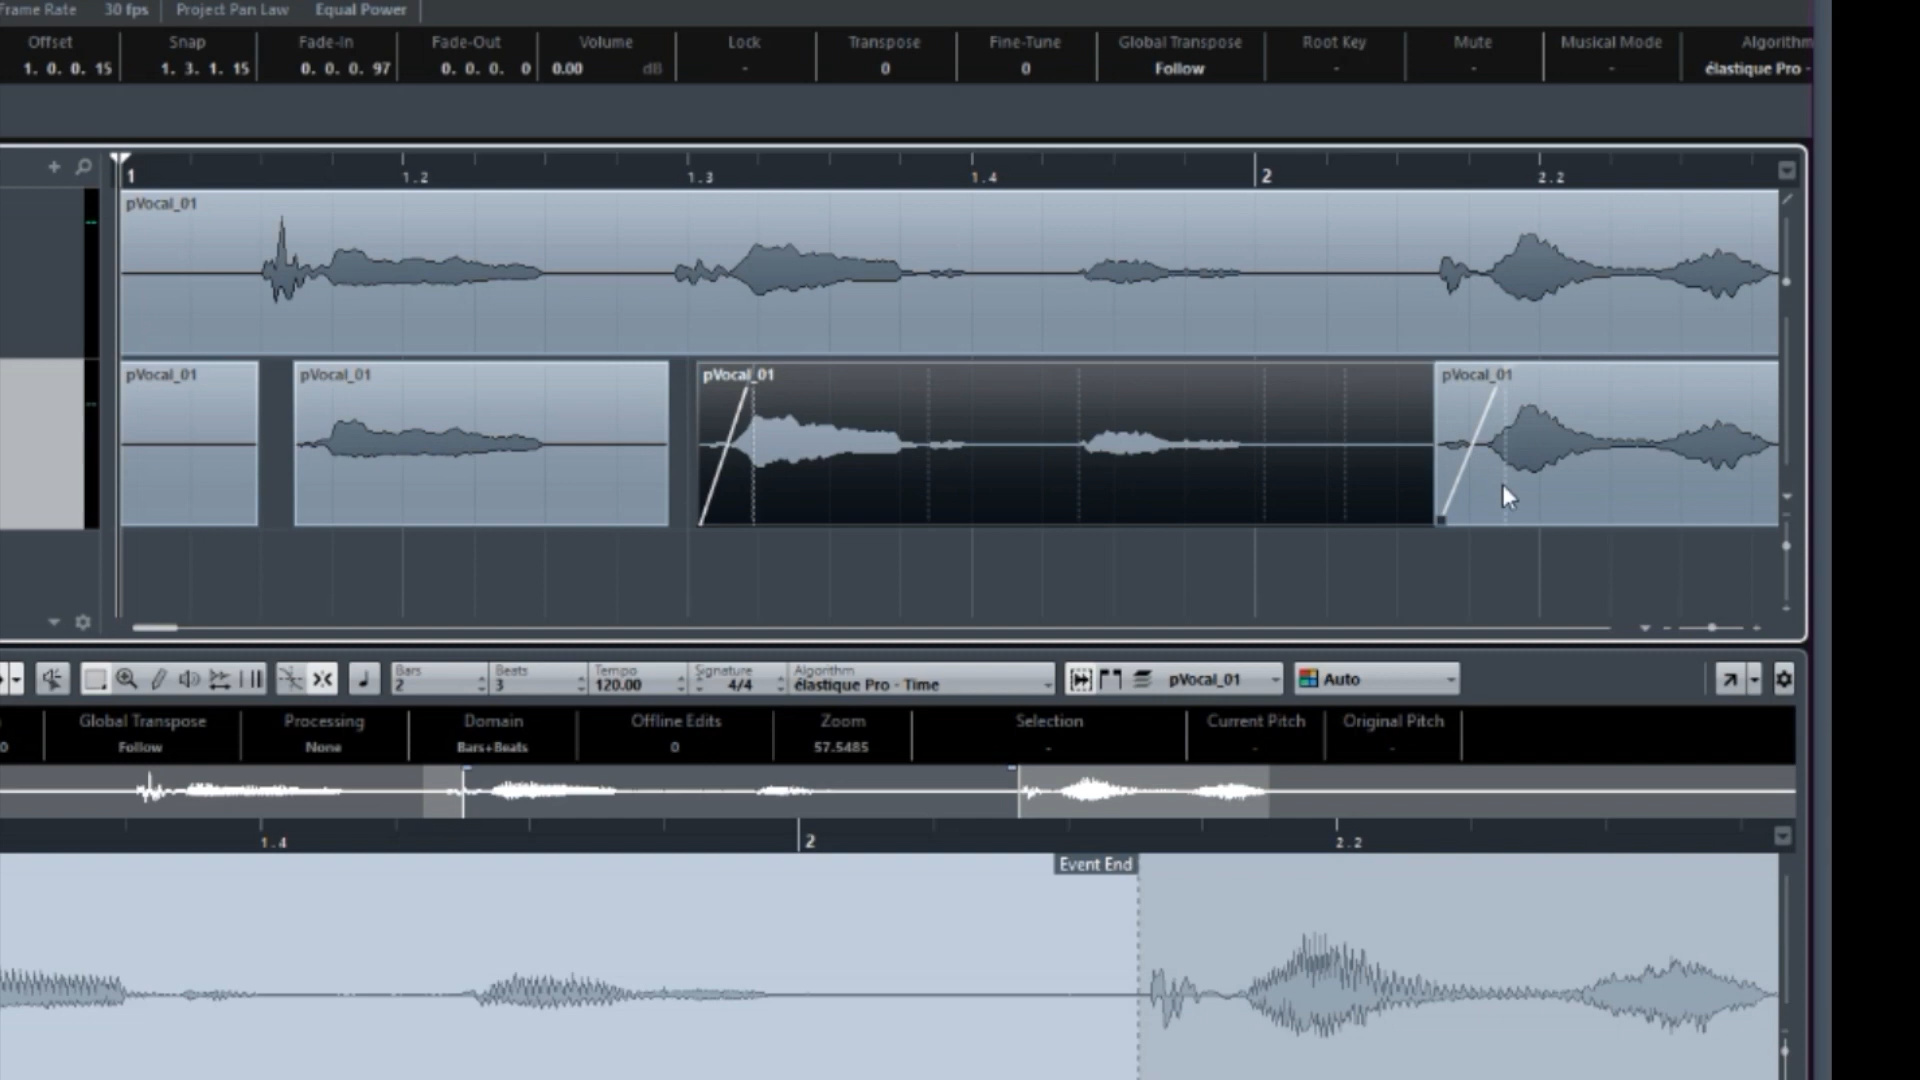 Frame Rate 30 fps Project Pan Law Equal Power
Offset Snap Fade-In Fade-Out Volume Lock Transpose Fine-Tune Global Transpose Root Key Mute Musical Mode Algorithm
1. 0. 0. 15 1. 3. 1. 15 0. 0. 0. 97 0. 0. 0. 0 0.00 dB - 0 0 Follow - - - élastique Pro -
1 1.2 1.3 1.4 2 2.2
pVocal_01
pVocal_01 pVocal_01 pVocal_01 pVocal_01
Bars Beats Tempo Signature Algorithm
2 3 120.00 4/4 élastique Pro - Time pVocal_01 Auto
Global Transpose Processing Domain Offline Edits Zoom Selection Current Pitch Original Pitch
0 Follow None Bars+Beats 0 57.5485 - - -
1.4 2 2.2
Event End